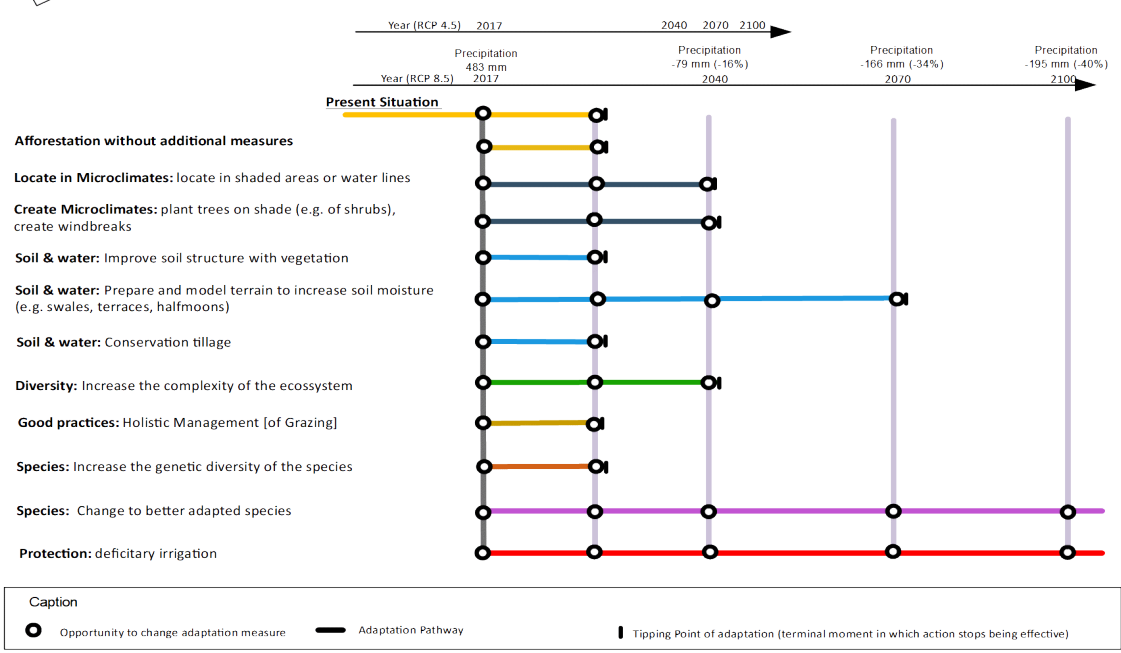 Year (RCP 4.5) 2017 2040 2070 2100
Precipitation Precipitation Precipitation Precipitation
483 mm -79 mm (-16%) -166 mm (-34%) -195 mm (-40%)
Year (RCP 8.5) 2017 2040 2070 2100
Present Situation
Afforestation without additional measures
Locate in Microclimates: locate in shaded areas or water lines
Create Microclimates: plant trees on shade (e.g. of shrubs),
create windbreaks
Soil & water: Improve soil structure with vegetation
Soil & water: Prepare and model terrain to increase soil moisture
(e.g. swales, terraces, halfmoons)
Soil & water: Conservation tillage
Diversity: Increase the complexity of the ecosystem
Good practices: Holistic Management [of Grazing]
Species: Increase the genetic diversity of the species
Species: Change to better adapted species
Protection: deficitary irrigation
Caption
Opportunity to change adaptation measure
Adaptation Pathway
Tipping Point of adaptation (terminal moment in which action stops being effective)